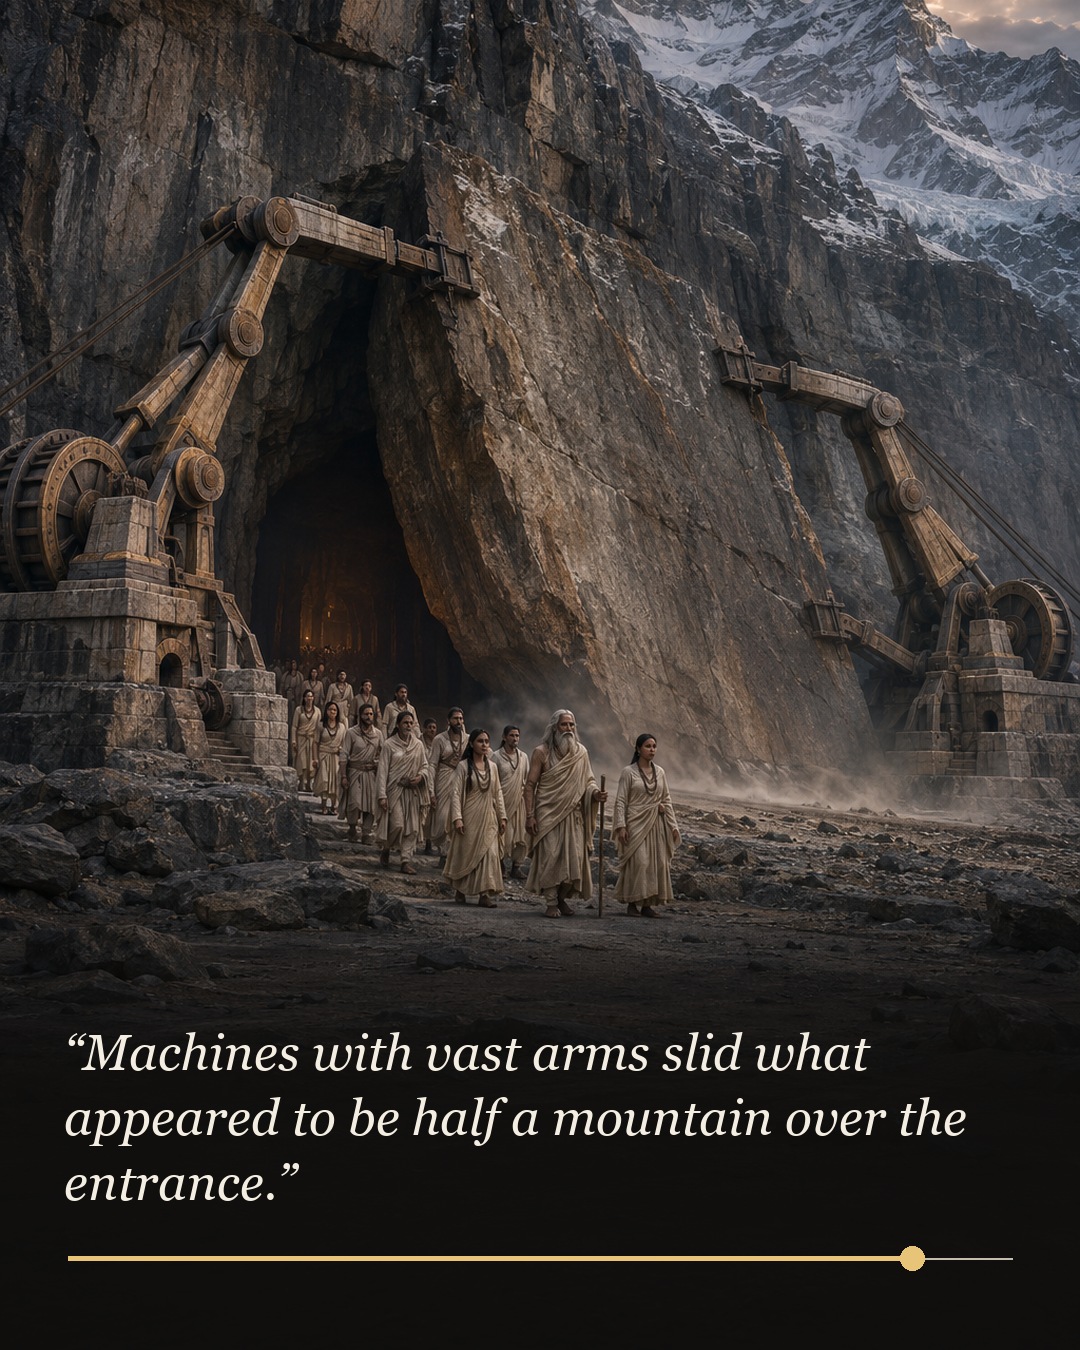 “Machines with vast arms slid what
appeared to be half a mountain over the
entrance.”